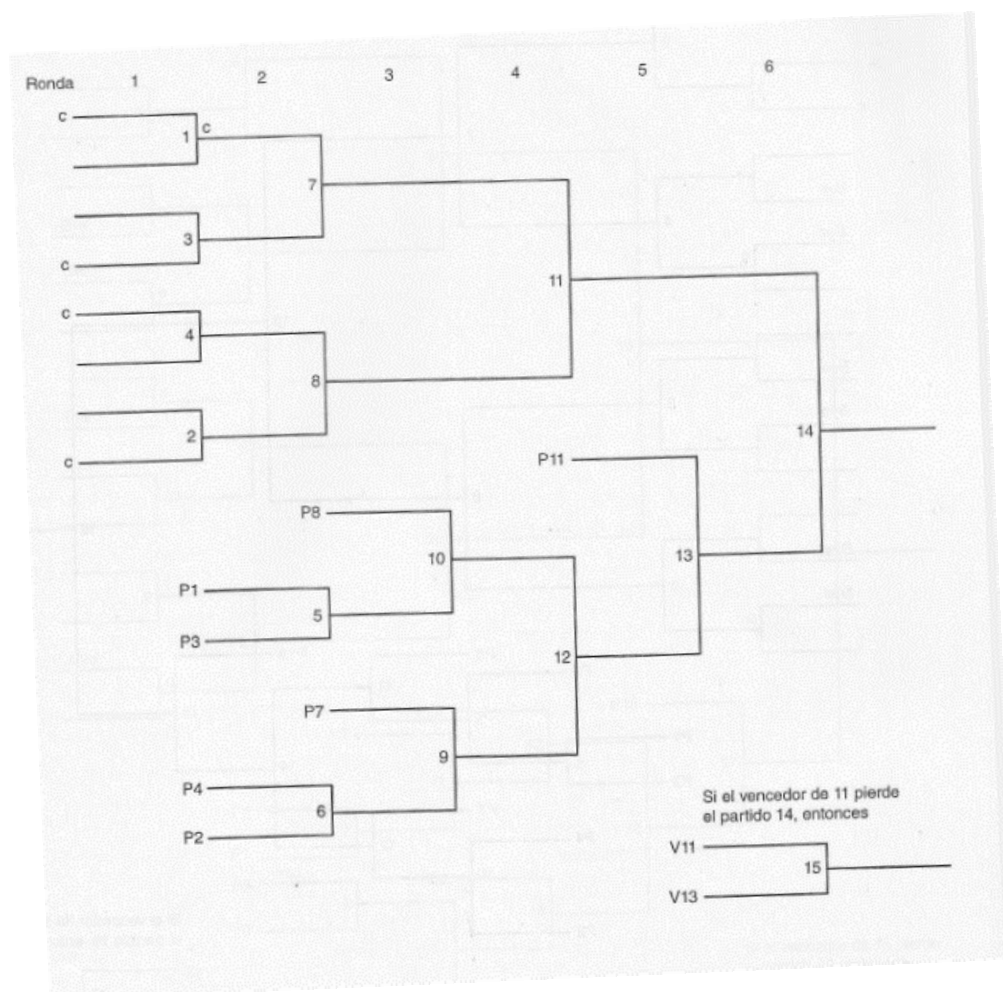 Ronda 1 2 3 4 5 6
c
1 c
7
3
c
11
c
4
8
2
14
c
P11
P8
10
13
P1
5
P3
12
P7
9
P4
6
P2
Si el vencedor de 11 pierde
el partido 14, entonces
V11
15
V13